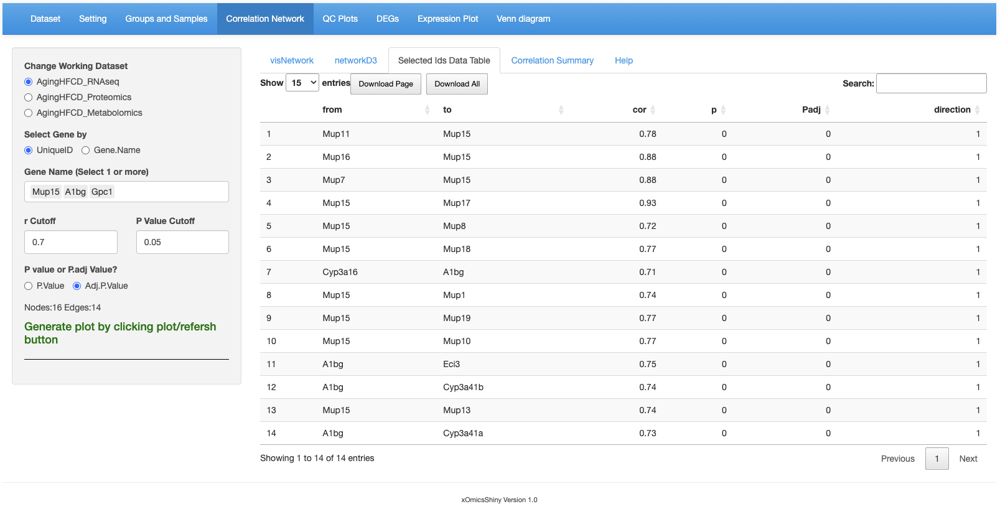 Dataset Setting Groups and Samples Correlation Network QC Plots DEGs Expression Plot Venn diagram
Change Working Dataset
AgingHFCD_RNAseq
AgingHFCD_Proteomics
AgingHFCD_Metabolomics
Select Gene by
UniqueID Gene.Name
Gene Name (Select 1 or more)
Mup15 A1bg Gpc1
r Cutoff P Value Cutoff
0.7 0.05
P value or P.adj Value?
P.Value Adj.P.Value
Nodes:16 Edges:14
Generate plot by clicking plot/refersh
button
visNetwork networkD3 Selected Ids Data Table Correlation Summary Help
Show 15 entries Download Page Download All Search:
from to cor p Padj direction
1 Mup11 Mup15 0.78 0 0 1
2 Mup16 Mup15 0.88 0 0 1
3 Mup7 Mup15 0.88 0 0 1
4 Mup15 Mup17 0.93 0 0 1
5 Mup15 Mup8 0.72 0 0 1
6 Mup15 Mup18 0.77 0 0 1
7 Cyp3a16 A1bg 0.71 0 0 1
8 Mup15 Mup1 0.74 0 0 1
9 Mup15 Mup19 0.77 0 0 1
10 Mup15 Mup10 0.77 0 0 1
11 A1bg Eci3 0.75 0 0 1
12 A1bg Cyp3a41b 0.74 0 0 1
13 Mup15 Mup13 0.74 0 0 1
14 A1bg Cyp3a41a 0.73 0 0 1
Showing 1 to 14 of 14 entries Previous 1 Next
xOmicsShiny Version 1.0